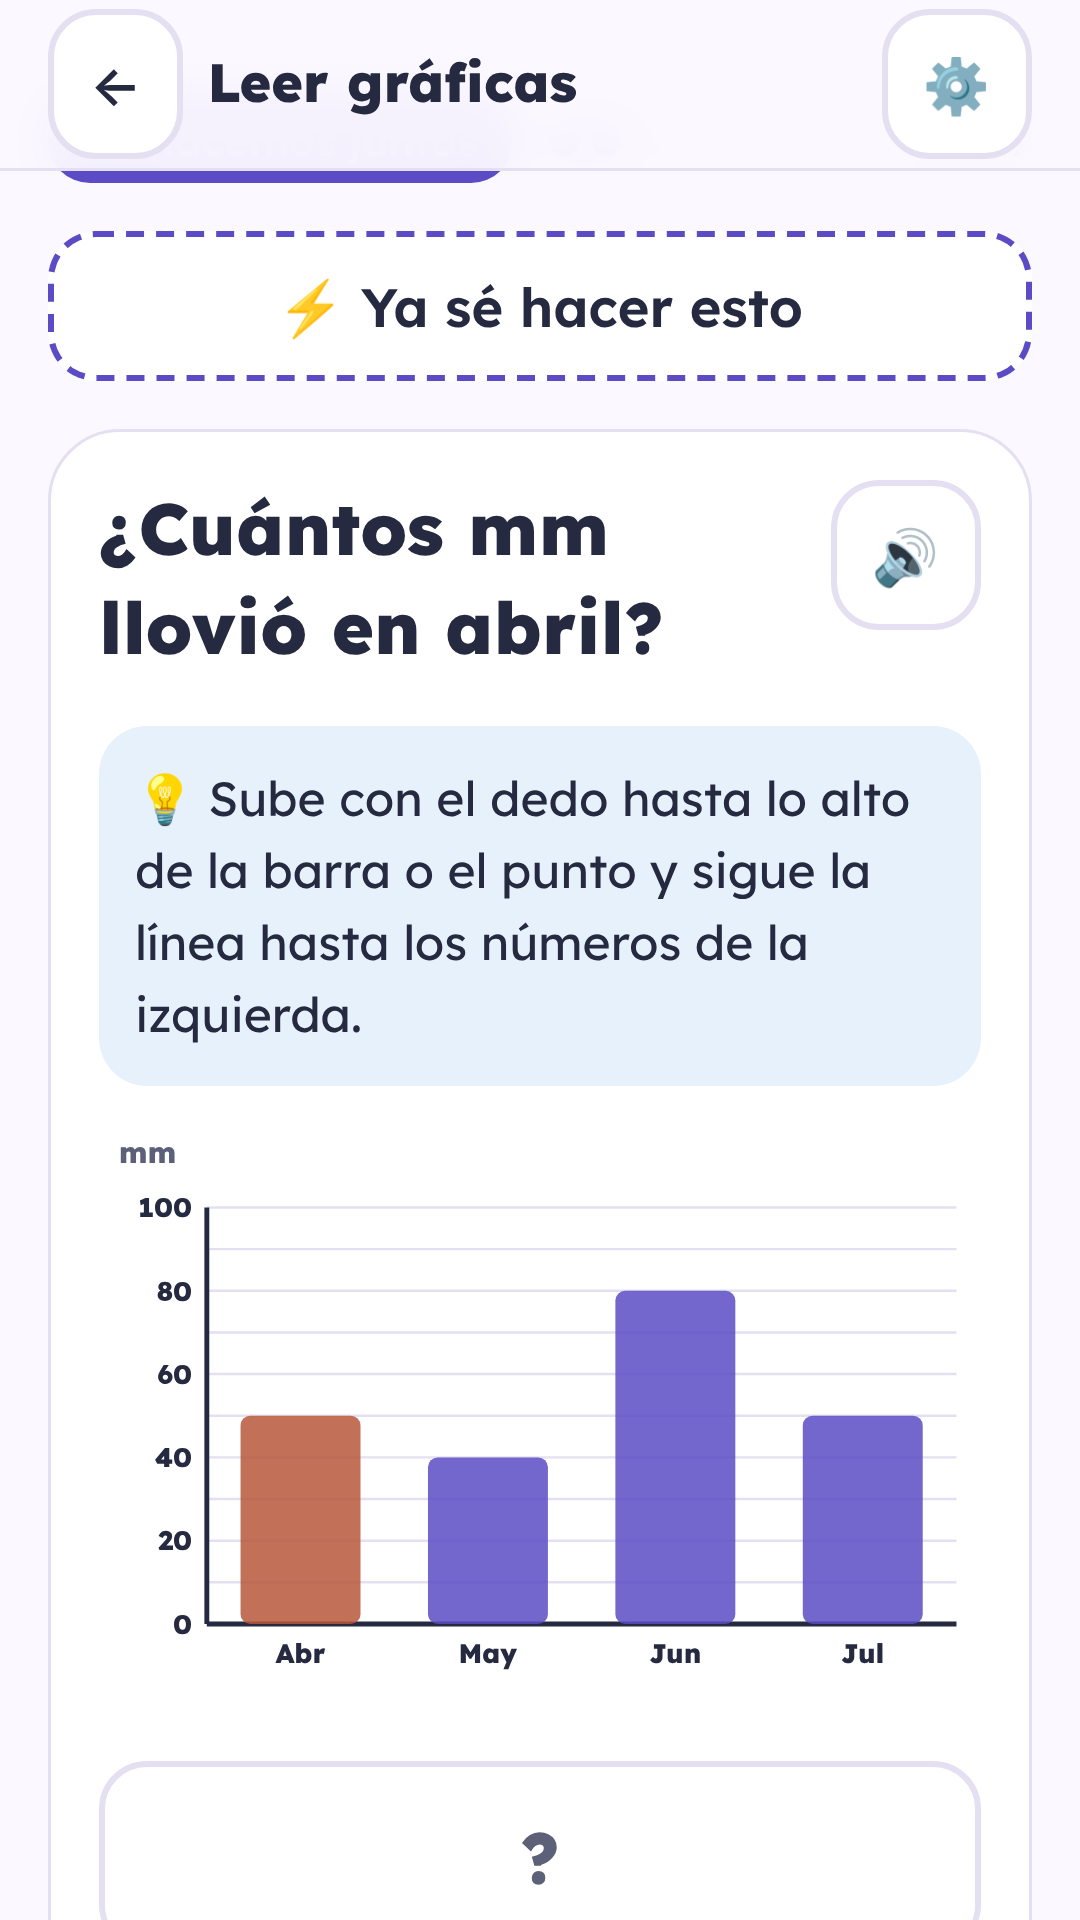 ← Leer gráficas ⚙️
⚡ Ya sé hacer esto
¿Cuántos mm
llovió en abril?
💡 Sube con el dedo hasta lo alto
de la barra o el punto y sigue la
línea hasta los números de la
izquierda.
mm
100
80
60
40
20
0
Abr May Jun Jul
?